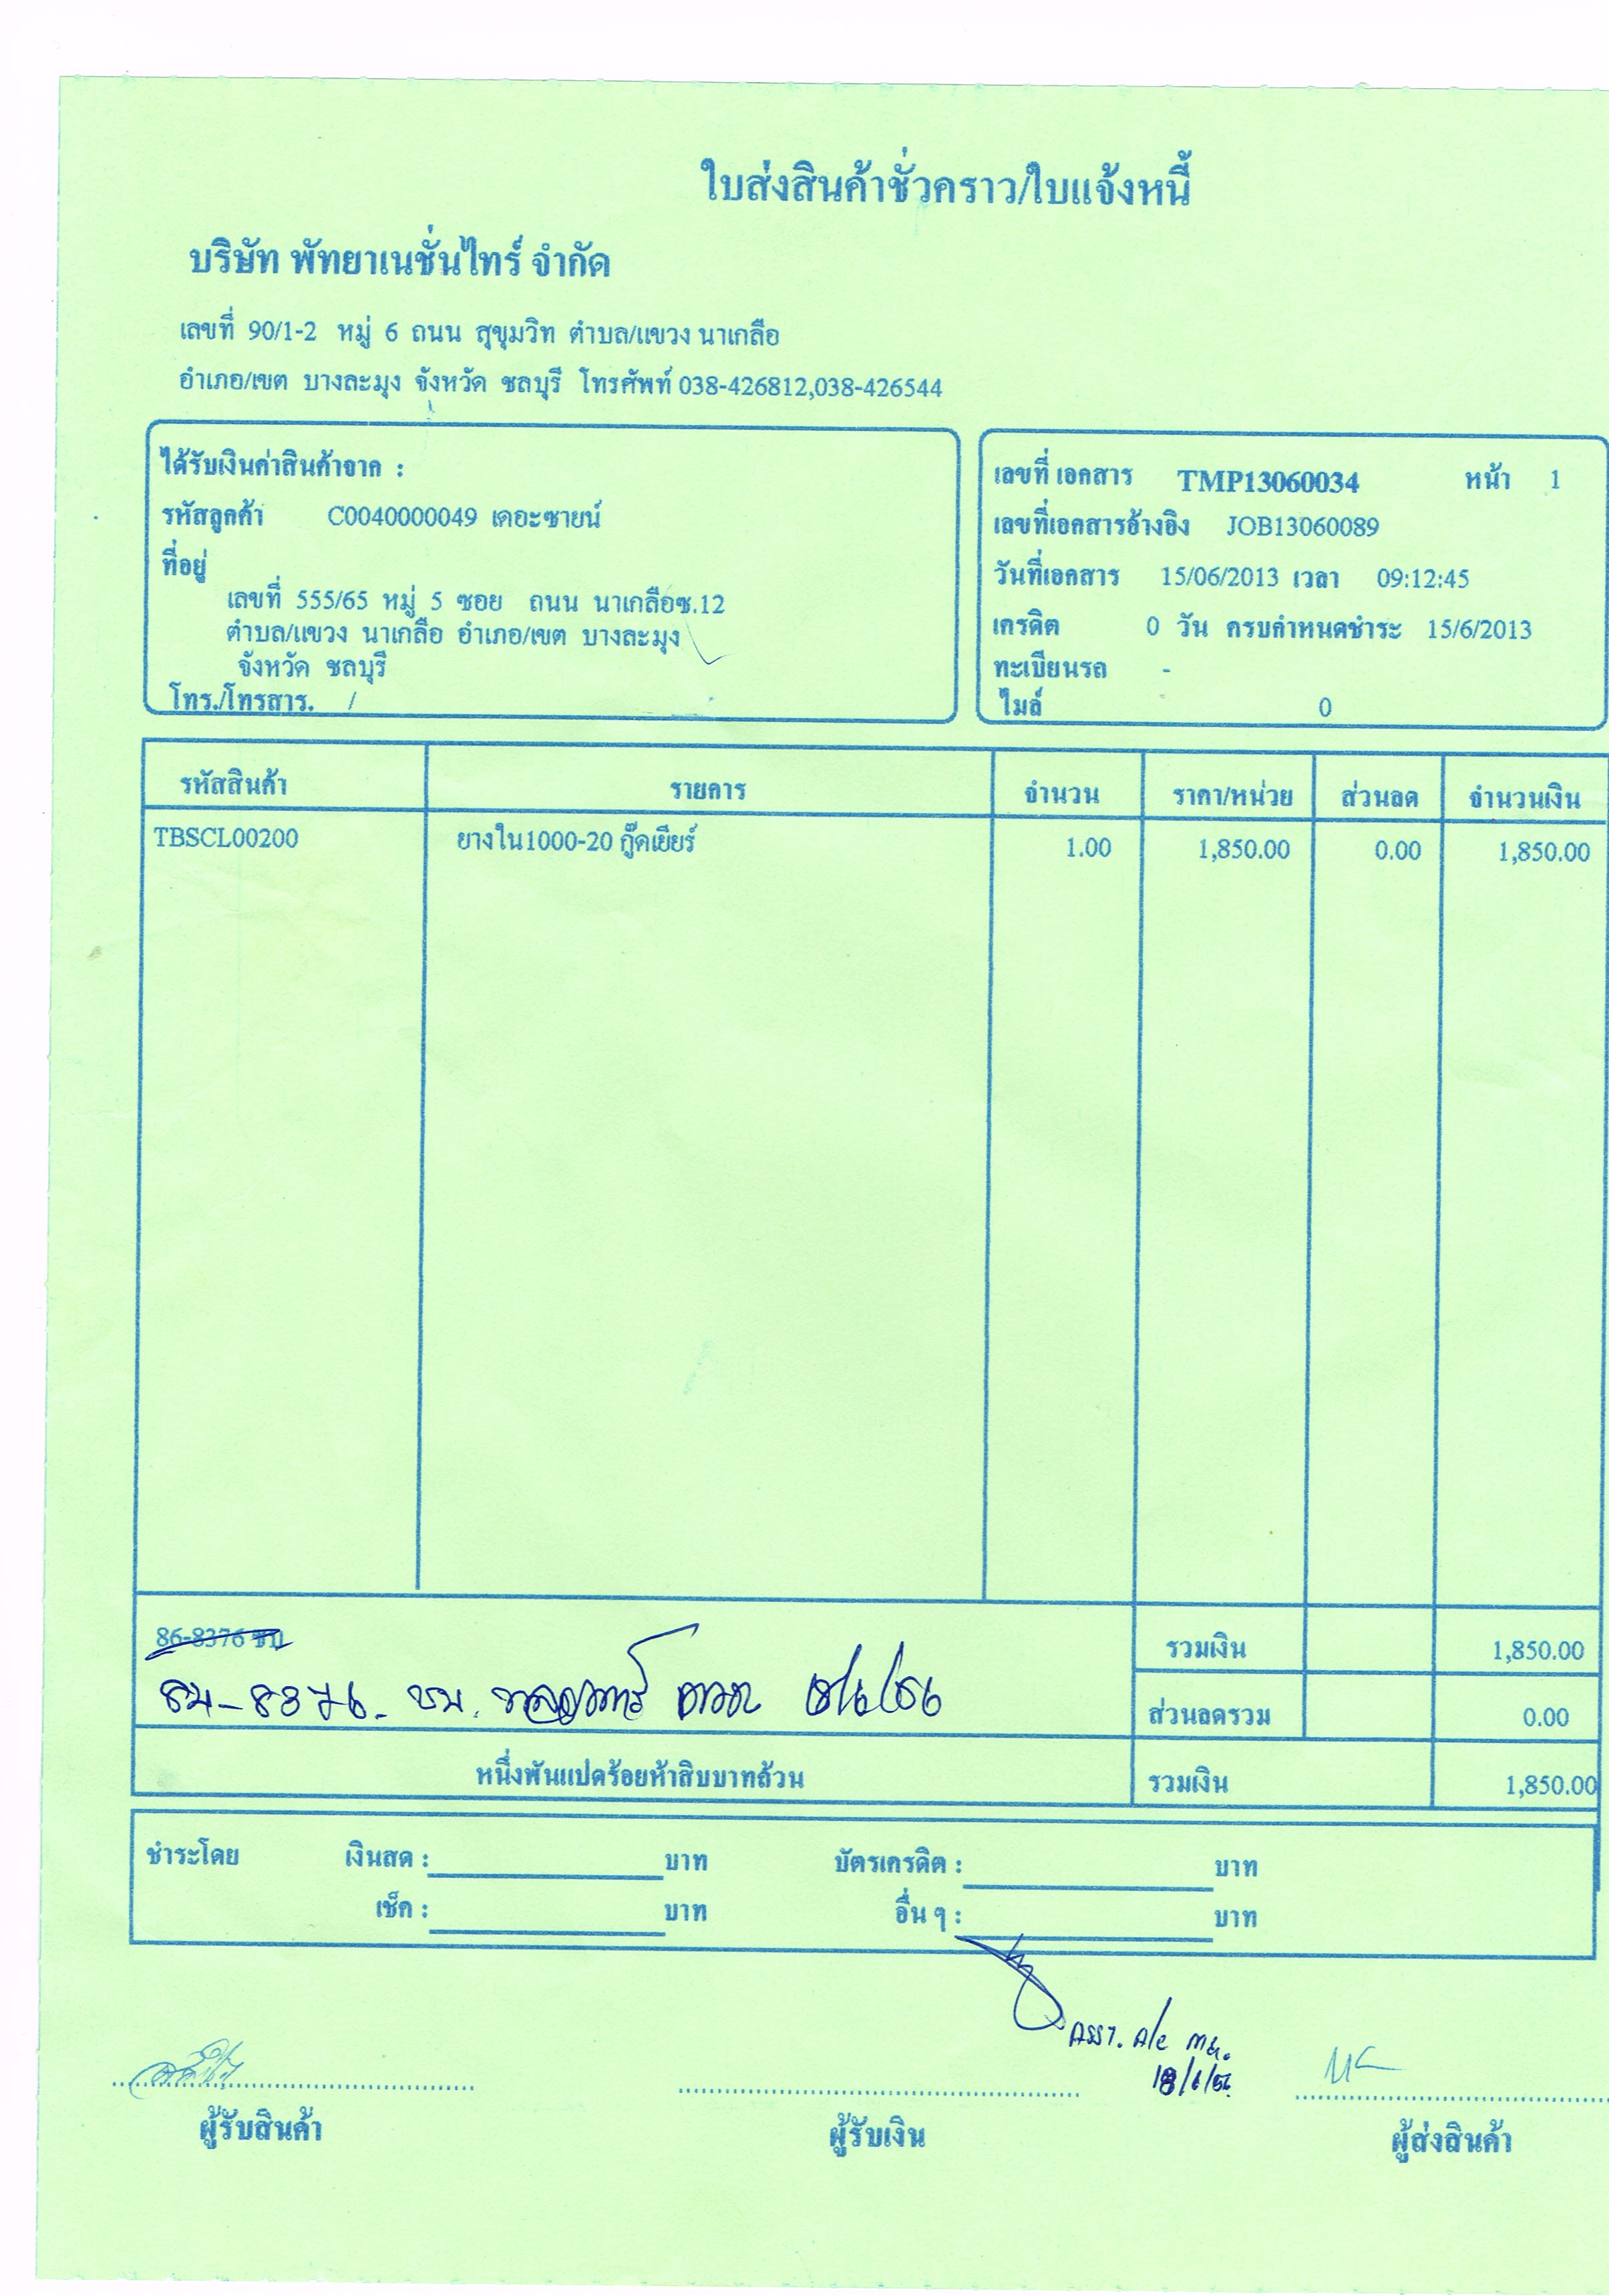 ใบส่งสินค้าชั่วคราว/ใบแจ้งหนี้
บริษัท พัทยาเนชั่นไทร์ จำกัด
เลขที่ 90/1-2 หมู่ 6 ถนน สุขุมวิท ตำบล/แขวง นาเกลือ
อำเภอ/เขต บางละมุง จังหวัด ชลบุรี โทรศัพท์ 038-426812,038-426544
ได้รับเงินค่าสินค้าจาก :
รหัสลูกค้า C0040000049 เดอะซายน์
ที่อยู่
เลขที่ 555/65 หมู่ 5 ซอย ถนน นาเกลือซ.12
ตำบล/แขวง นาเกลือ อำเภอ/เขต บางละมุง
จังหวัด ชลบุรี
โทร./โทรสาร. /
เลขที่ เอกสาร TMP13060034 หน้า 1
เลขที่เอกสารอ้างอิง JOB13060089
วันที่เอกสาร 15/06/2013 เวลา 09:12:45
เครดิต 0 วัน ครบกำหนดชำระ 15/6/2013
ทะเบียนรถ -
ไมล์ 0
รหัสสินค้า รายการ จำนวน ราคา/หน่วย ส่วนลด จำนวนเงิน
TBSCL00200 ยางใน1000-20 กู๊ดเยียร์ 1.00 1,850.00 0.00 1,850.00
86-8376 ชบ รวมเงิน 1,850.00
ส่วนลดรวม 0.00
หนึ่งพันแปดร้อยห้าสิบบาทถ้วน รวมเงิน 1,850.00
ชำระโดย เงินสด : บาท บัตรเครดิต : บาท
เช็ค : บาท อื่น ๆ : บาท
18/6/56
ผู้รับสินค้า ผู้รับเงิน ผู้ส่งสินค้า